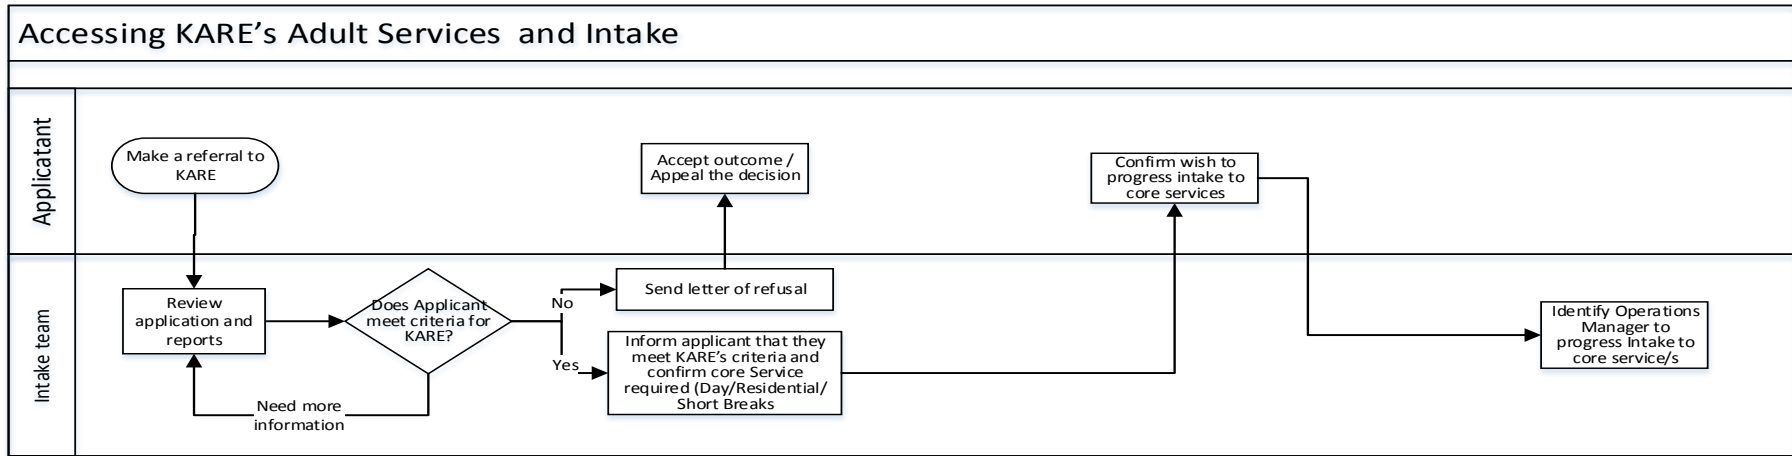 Accessing KARE's Adult Services and Intake
Applicatant
Make a referral to
KARE
Accept outcome /
Appeal the decision
Confirm wish to
progress intake to
core services
Intake team
Review
application and
reports
Does Applicant
meet criteria for
KARE?
No
Yes
Need more
information
Send letter of refusal
Inform applicant that they
meet KARE's criteria and
confirm core Service
required (Day/Residential/
Short Breaks
Identify Operations
Manager to
progress Intake to
core service/s